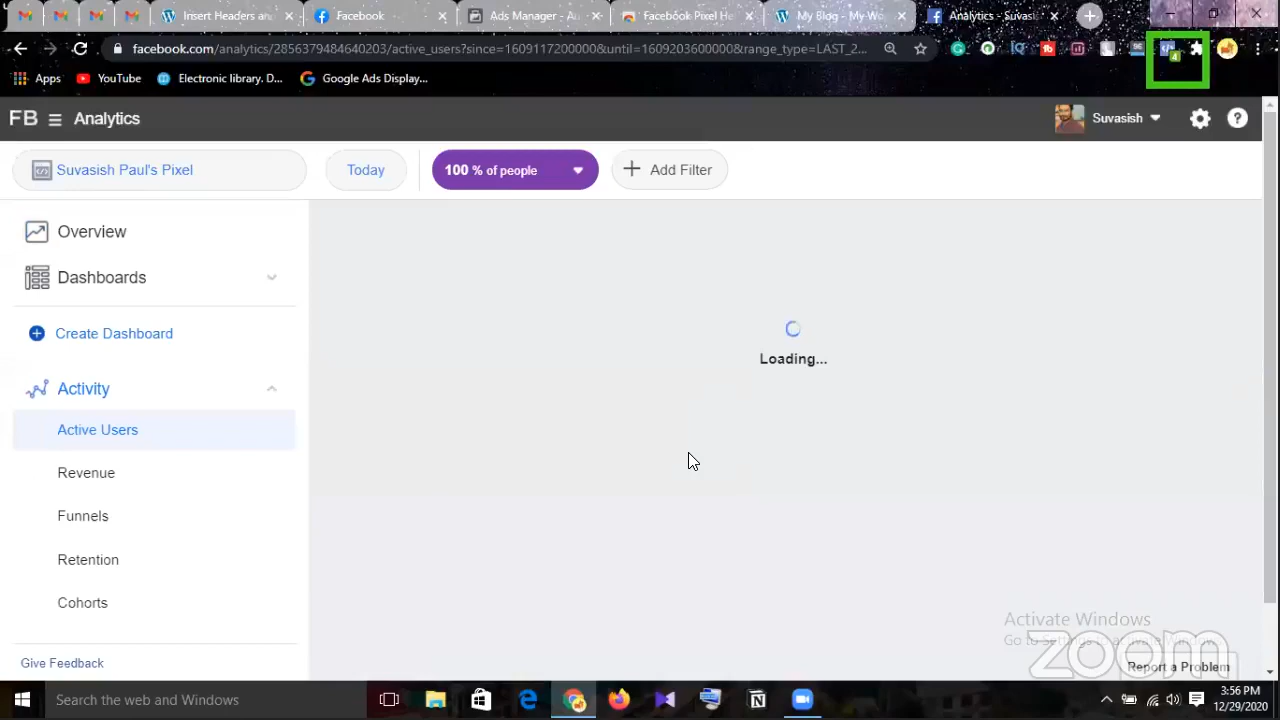 Insert Headers an
Facebook
Ads Manager - A
Facebook Pixel He
My Blog - My Wo
Analytics - Suvasi
facebook.com/analytics/2856379484640203/active_users?since=16091172000000&until=1609203600000&range_type=LAST_2...
4
Apps
YouTube
Electronic library. D...
Google Ads Display...
FB
Analytics
Suvasish
Suvasish Paul's Pixel
Today
100 % of people
Add Filter
Overview
Dashboards
Create Dashboard
Activity
Active Users
Revenue
Funnels
Retention
Cohorts
Give Feedback
Loading...
Activate Windows
zoom
Report a Problem
Search the web and Windows
3:56 PM
12/29/2020